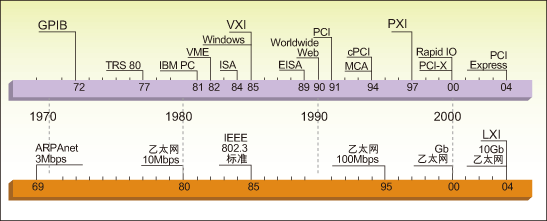 GPIB
VXI
PCI
PXI
Windows
VME
TRS 80
IBM PC
ISA
Worldwide
Web
EISA
cPCI
MCA
Rapid IO
PCI-X
PCI
Express
72 77 81 82 84 85 89 90 91 94 97 00 04
1970 1980 1990 2000
ARPAnet
3Mbps
乙太网
10Mbps
IEEE
802.3
标准
乙太网
100Mbps
Gb
乙太网
LXI
10Gb
乙太网
69 80 85 95 00 04